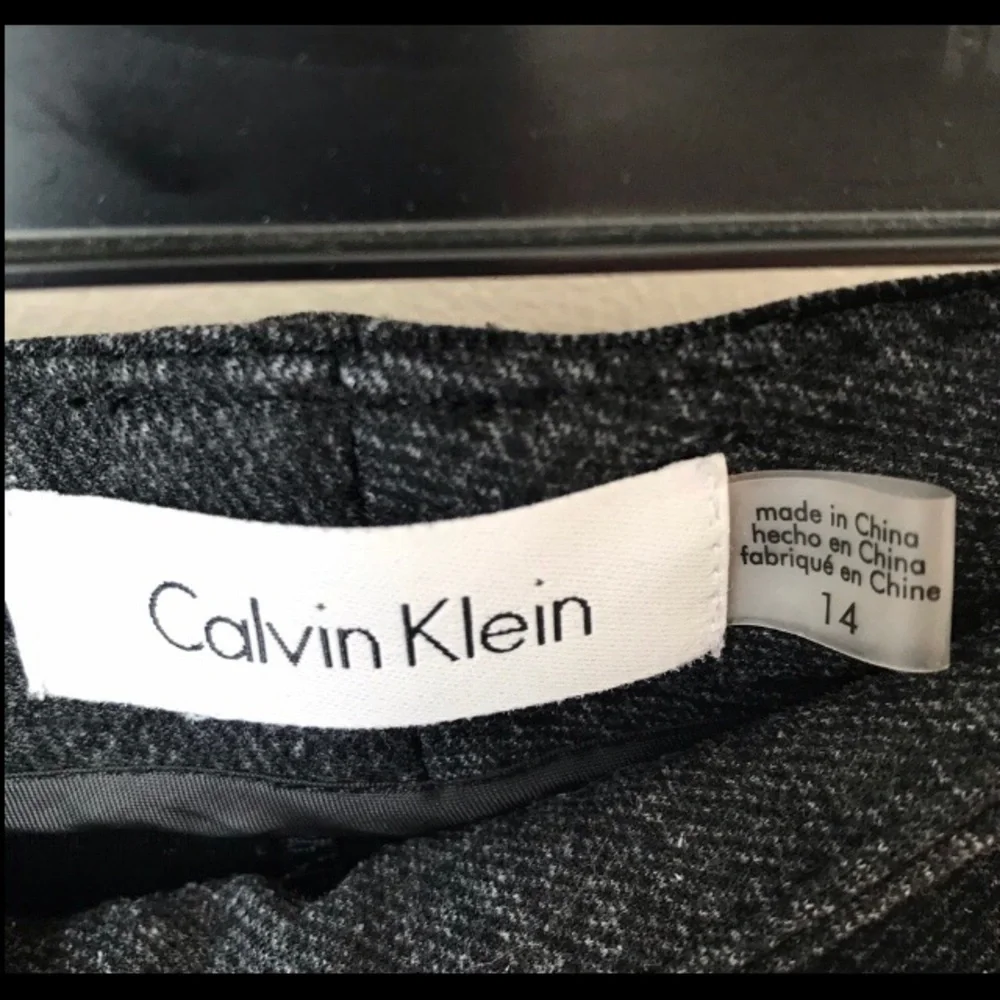 Calvin Klein
made in China
hecho en China
fabriqué en Chine
14